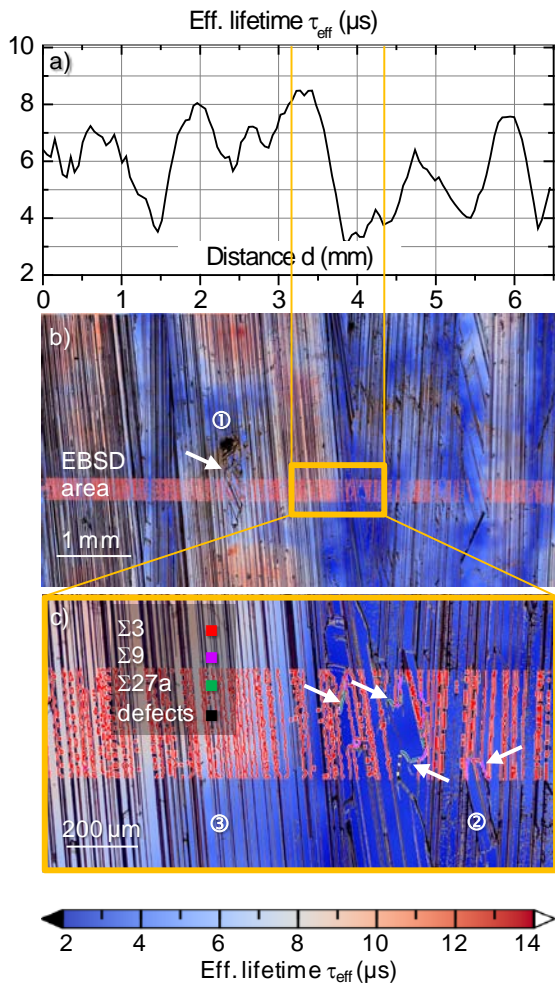 Eff. lifetime τeff (µs)
10
a)
8
6
4
2
Distance d (mm)
0 1 2 3 4 5 6
b)
①
EBSD
area
1 mm
c)
Σ3
Σ9
Σ27a
defects
200 µm
③
②
2 4 6 8 10 12 14
Eff. lifetime τeff (µs)